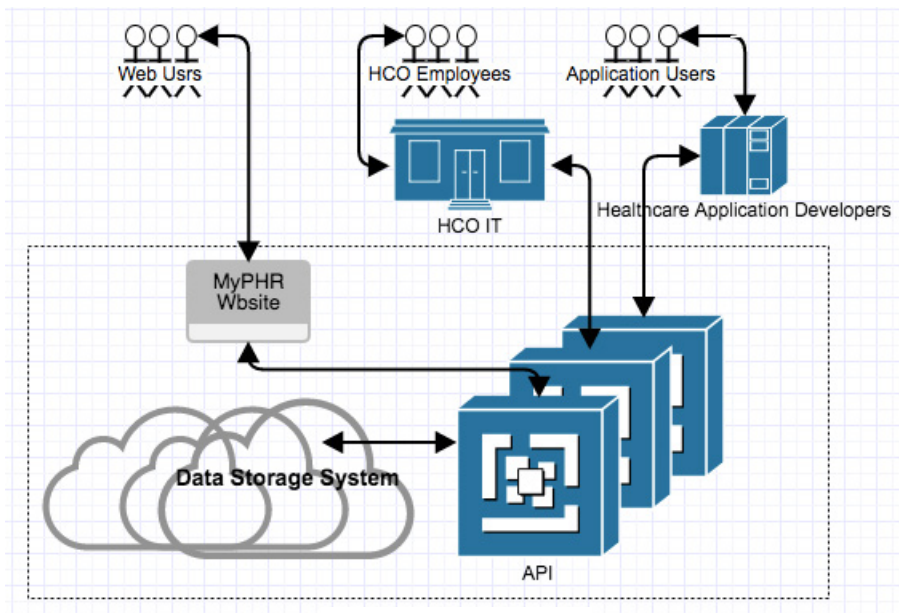 Web Usrs
HCO Employees
Application Users
HCO IT
Healthcare Application Developers
MyPHR
Wbsite
Data Storage System
API